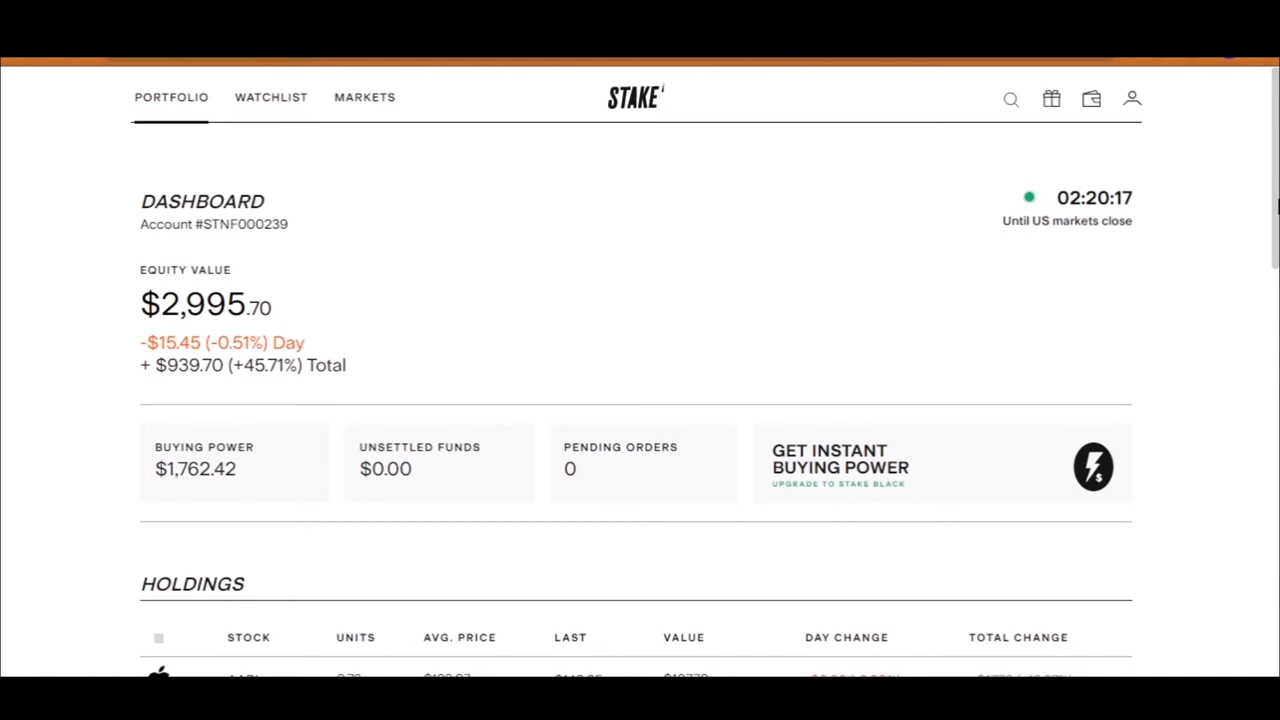 PORTFOLIO WATCHLIST MARKETS STAKE
DASHBOARD
Account #STNF000239
02:20:17
Until US markets close
EQUITY VALUE
$2,995.70
-$15.45 (-0.51%) Day
+ $939.70 (+45.71%) Total
BUYING POWER
$1,762.42
UNSETTLED FUNDS
$0.00
PENDING ORDERS
0
GET INSTANT
BUYING POWER
UPGRADE TO STAKE BLACK
HOLDINGS
STOCK UNITS AVG. PRICE LAST VALUE DAY CHANGE TOTAL CHANGE